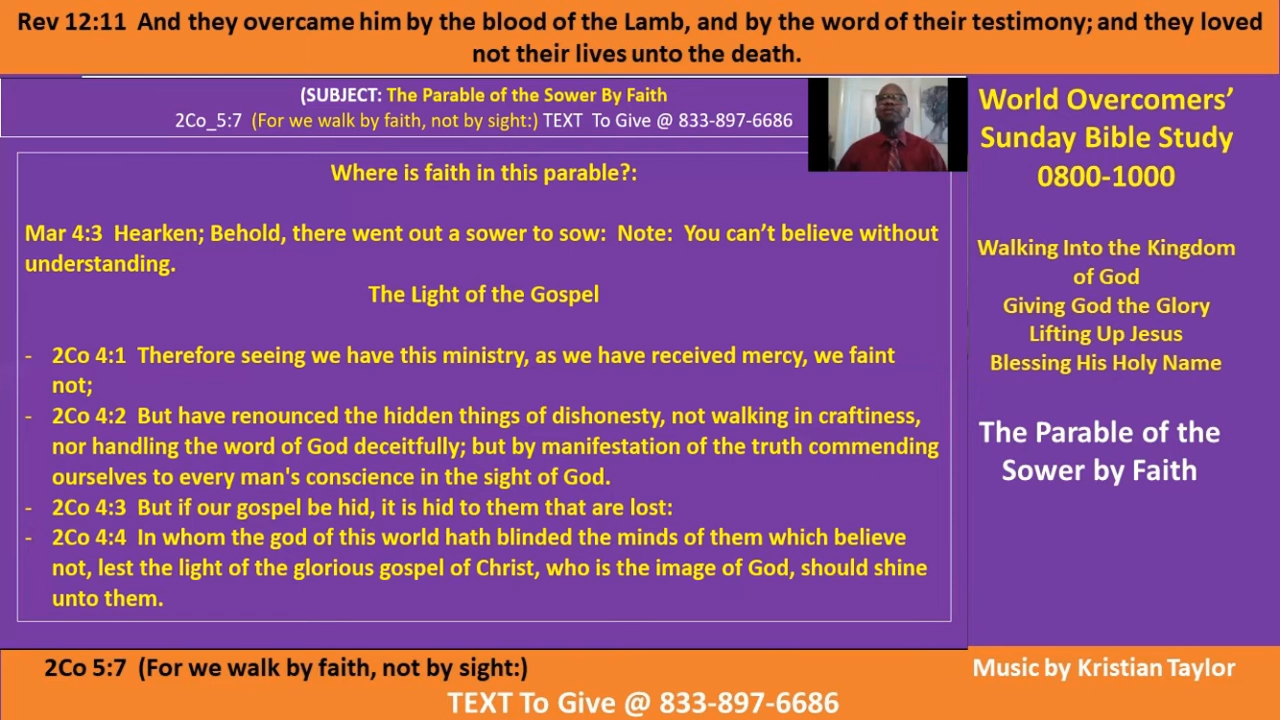 Rev 12:11  And they overcame him by the blood of the Lamb, and by the word of their testimony; and they loved
not their lives unto the death.
(SUBJECT: The Parable of the Sower By Faith
2Co_5:7  (For we walk by faith, not by sight:) TEXT  To Give @ 833-897-6686
Where is faith in this parable?:
Mar 4:3  Hearken; Behold, there went out a sower to sow:  Note:  You can't believe without
understanding.
The Light of the Gospel
-  2Co 4:1  Therefore seeing we have this ministry, as we have received mercy, we faint
not;
-  2Co 4:2  But have renounced the hidden things of dishonesty, not walking in craftiness,
nor handling the word of God deceitfully; but by manifestation of the truth commending
ourselves to every man's conscience in the sight of God.
-  2Co 4:3  But if our gospel be hid, it is hid to them that are lost:
-  2Co 4:4  In whom the god of this world hath blinded the minds of them which believe
not, lest the light of the glorious gospel of Christ, who is the image of God, should shine
unto them.
World Overcomers'
Sunday Bible Study
0800-1000
Walking Into the Kingdom
of God
Giving God the Glory
Lifting Up Jesus
Blessing His Holy Name
The Parable of the
Sower by Faith
2Co 5:7  (For we walk by faith, not by sight:)
Music by Kristian Taylor
TEXT To Give @ 833-897-6686